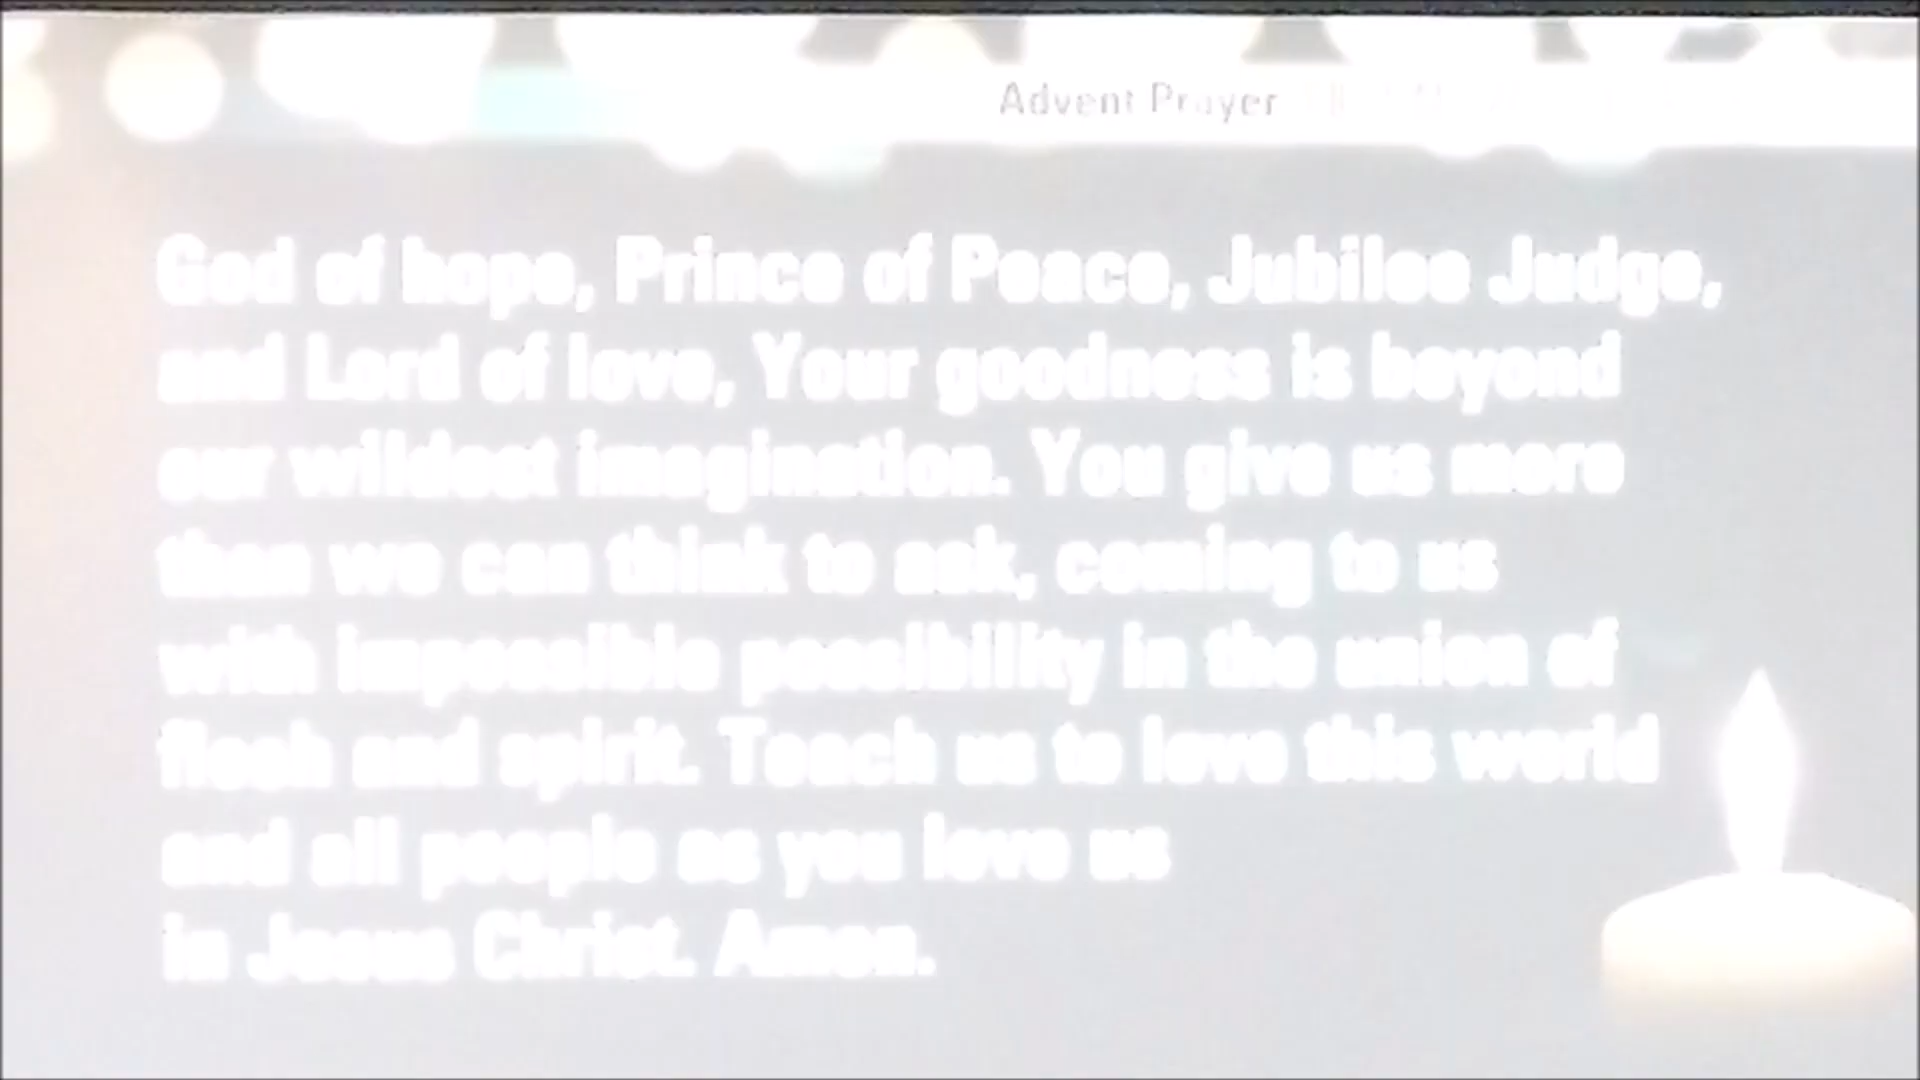 Advent Prayer
God of hope, Prince of Peace, Jubilee Judge,
and Lord of love, Your goodness is beyond
our wildest imagination. You give us more
than we can think to ask, coming to us
with impossible possibility in the union of
flesh and spirit. Teach us to love this world
and all people as you love us
in Jesus Christ. Amen.